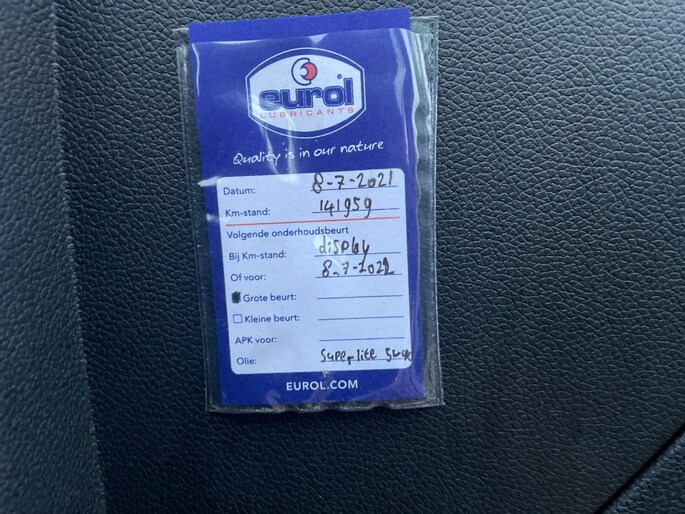 eurol
LUBRICANTS
Quality is in our nature
Datum: 8-7-2021
Km-stand: 141959
Volgende onderhoudsbeurt
Bij Km-stand: display
Of voor: 8-7-2022
Grote beurt:
Kleine beurt:
APK voor:
Olie: Superlite
EUROL.COM